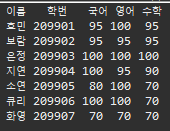 이름 학번 국어 영어 수학
효민 209901 95 100 95
보람 209902 95 95 95
은정 209903 100 100 100
지연 209904 100 95 90
소연 209905 80 100 70
큐리 209906 100 100 70
화영 209907 70 70 70